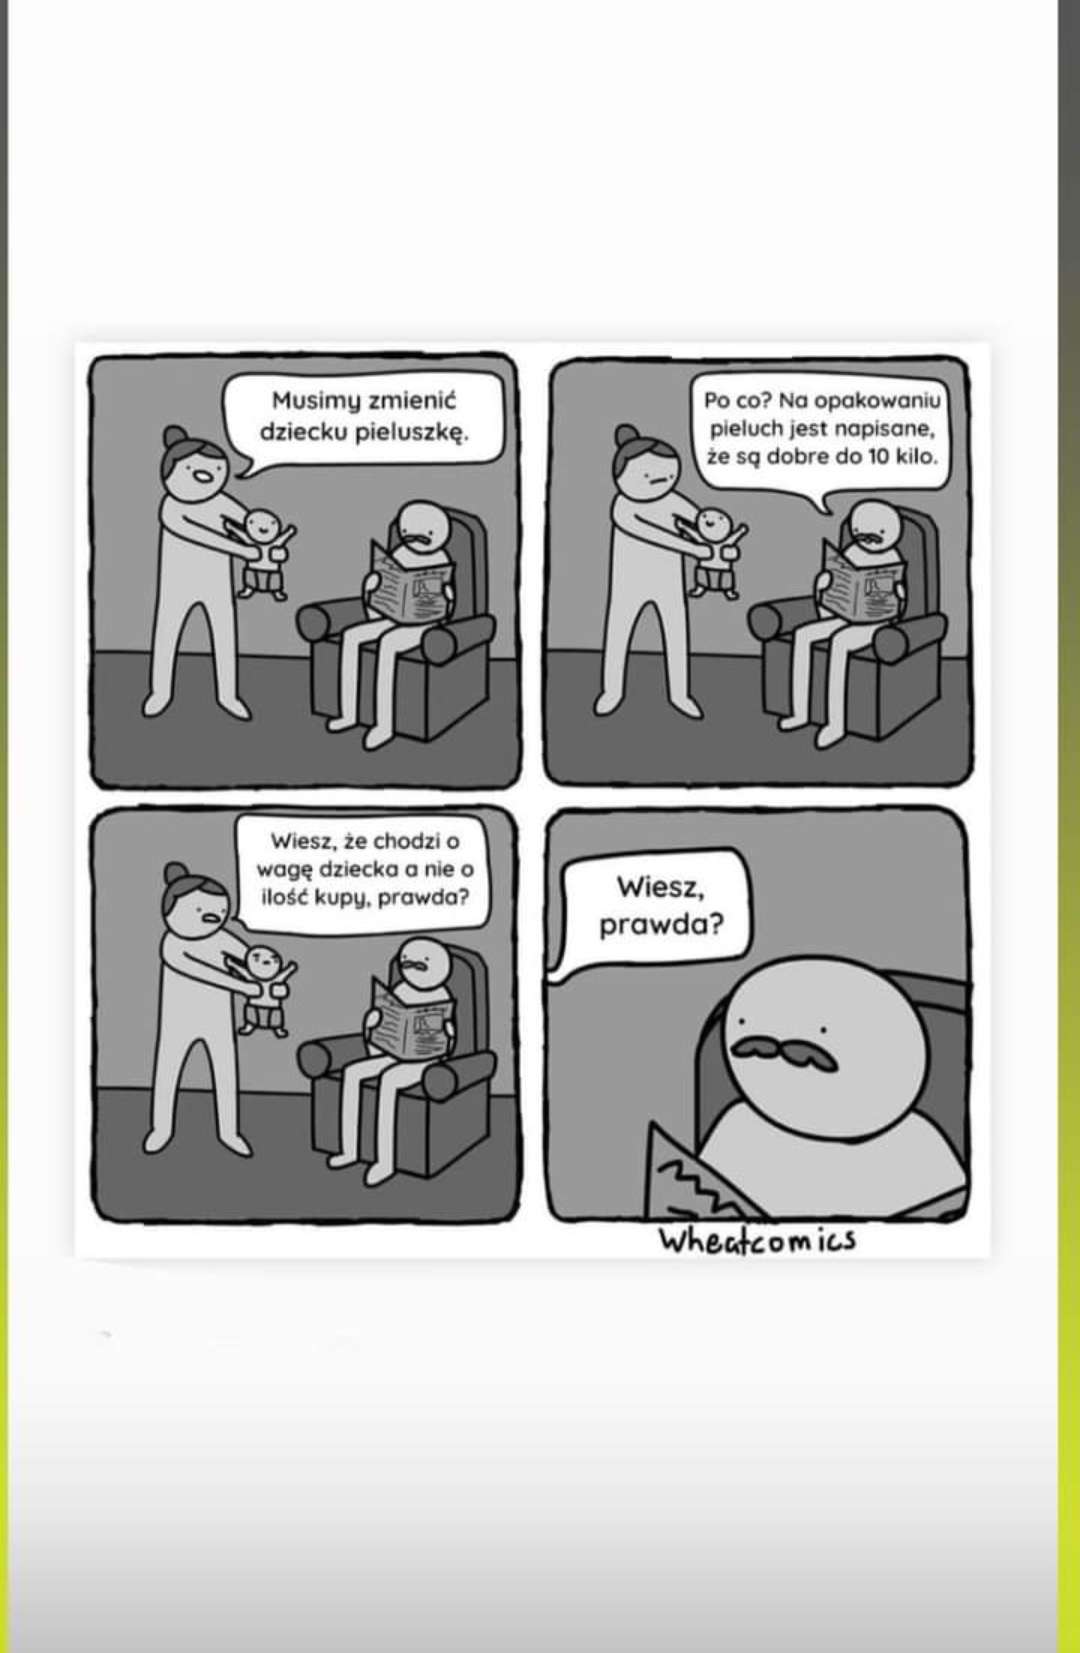 Musimy zmienić
dziecku pieluszkę.
Po co? Na opakowaniu
pieluch jest napisane,
że są dobre do 10 kilo.
Wiesz, że chodzi o
wagę dziecka a nie o
ilość kupy, prawda?
Wiesz,
prawda?
Wheatcomics